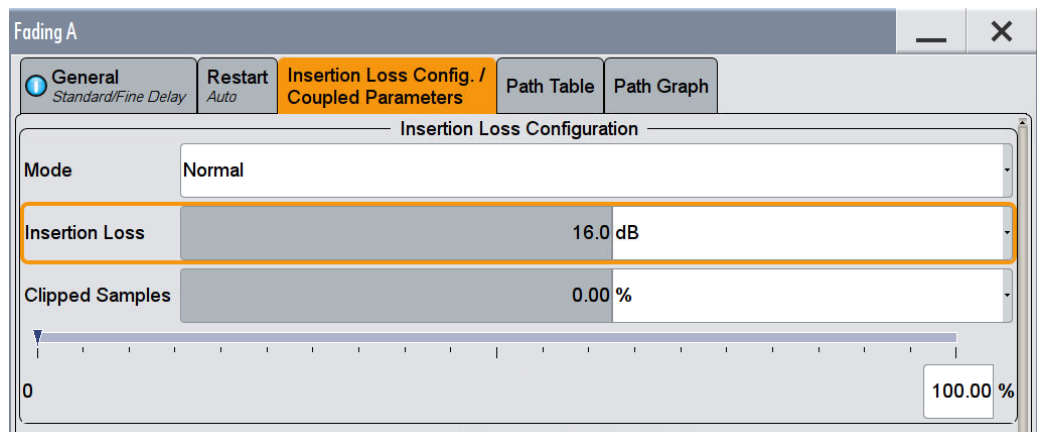 Fading A
General
Standard/Fine Delay
Restart
Auto
Insertion Loss Config. /
Coupled Parameters
Path Table
Path Graph
Insertion Loss Configuration
Mode Normal
Insertion Loss 16.0 dB
Clipped Samples 0.00 %
0 100.00 %